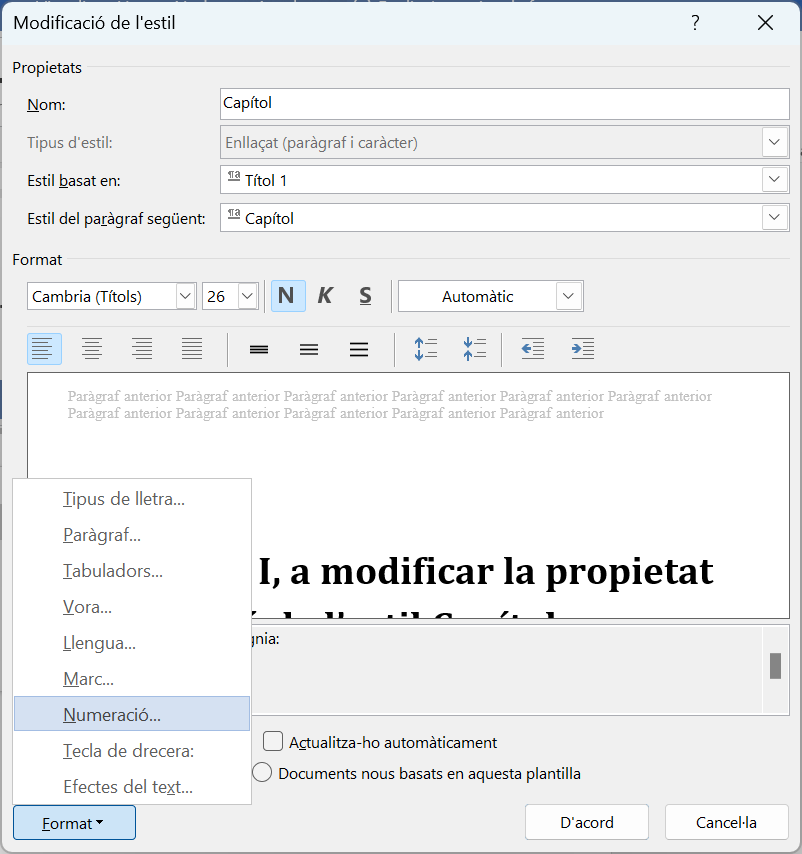 Modificació de l'estil
?
Propietats
Nom: Capítol
Tipus d'estil: Enllaçat (paràgraf i caràcter)
Estil basat en: ¶a Títol 1
Estil del paràgraf següent: ¶a Capítol
Format
Cambria (Títols) 26 N K S Automàtic
Paràgraf anterior Paràgraf anterior Paràgraf anterior Paràgraf anterior Paràgraf anterior Paràgraf anterior
Paràgraf anterior Paràgraf anterior Paràgraf anterior Paràgraf anterior Paràgraf anterior
I, a modificar la propietat
l'estil Capítol
gnia:
Tipus de lletra...
Paràgraf...
Tabuladors...
Vora...
Llengua...
Marc...
Numeració...
Tecla de drecera:
Efectes del text...
Actualitza-ho automàticament
Documents nous basats en aquesta plantilla
Format D'acord Cancel·la